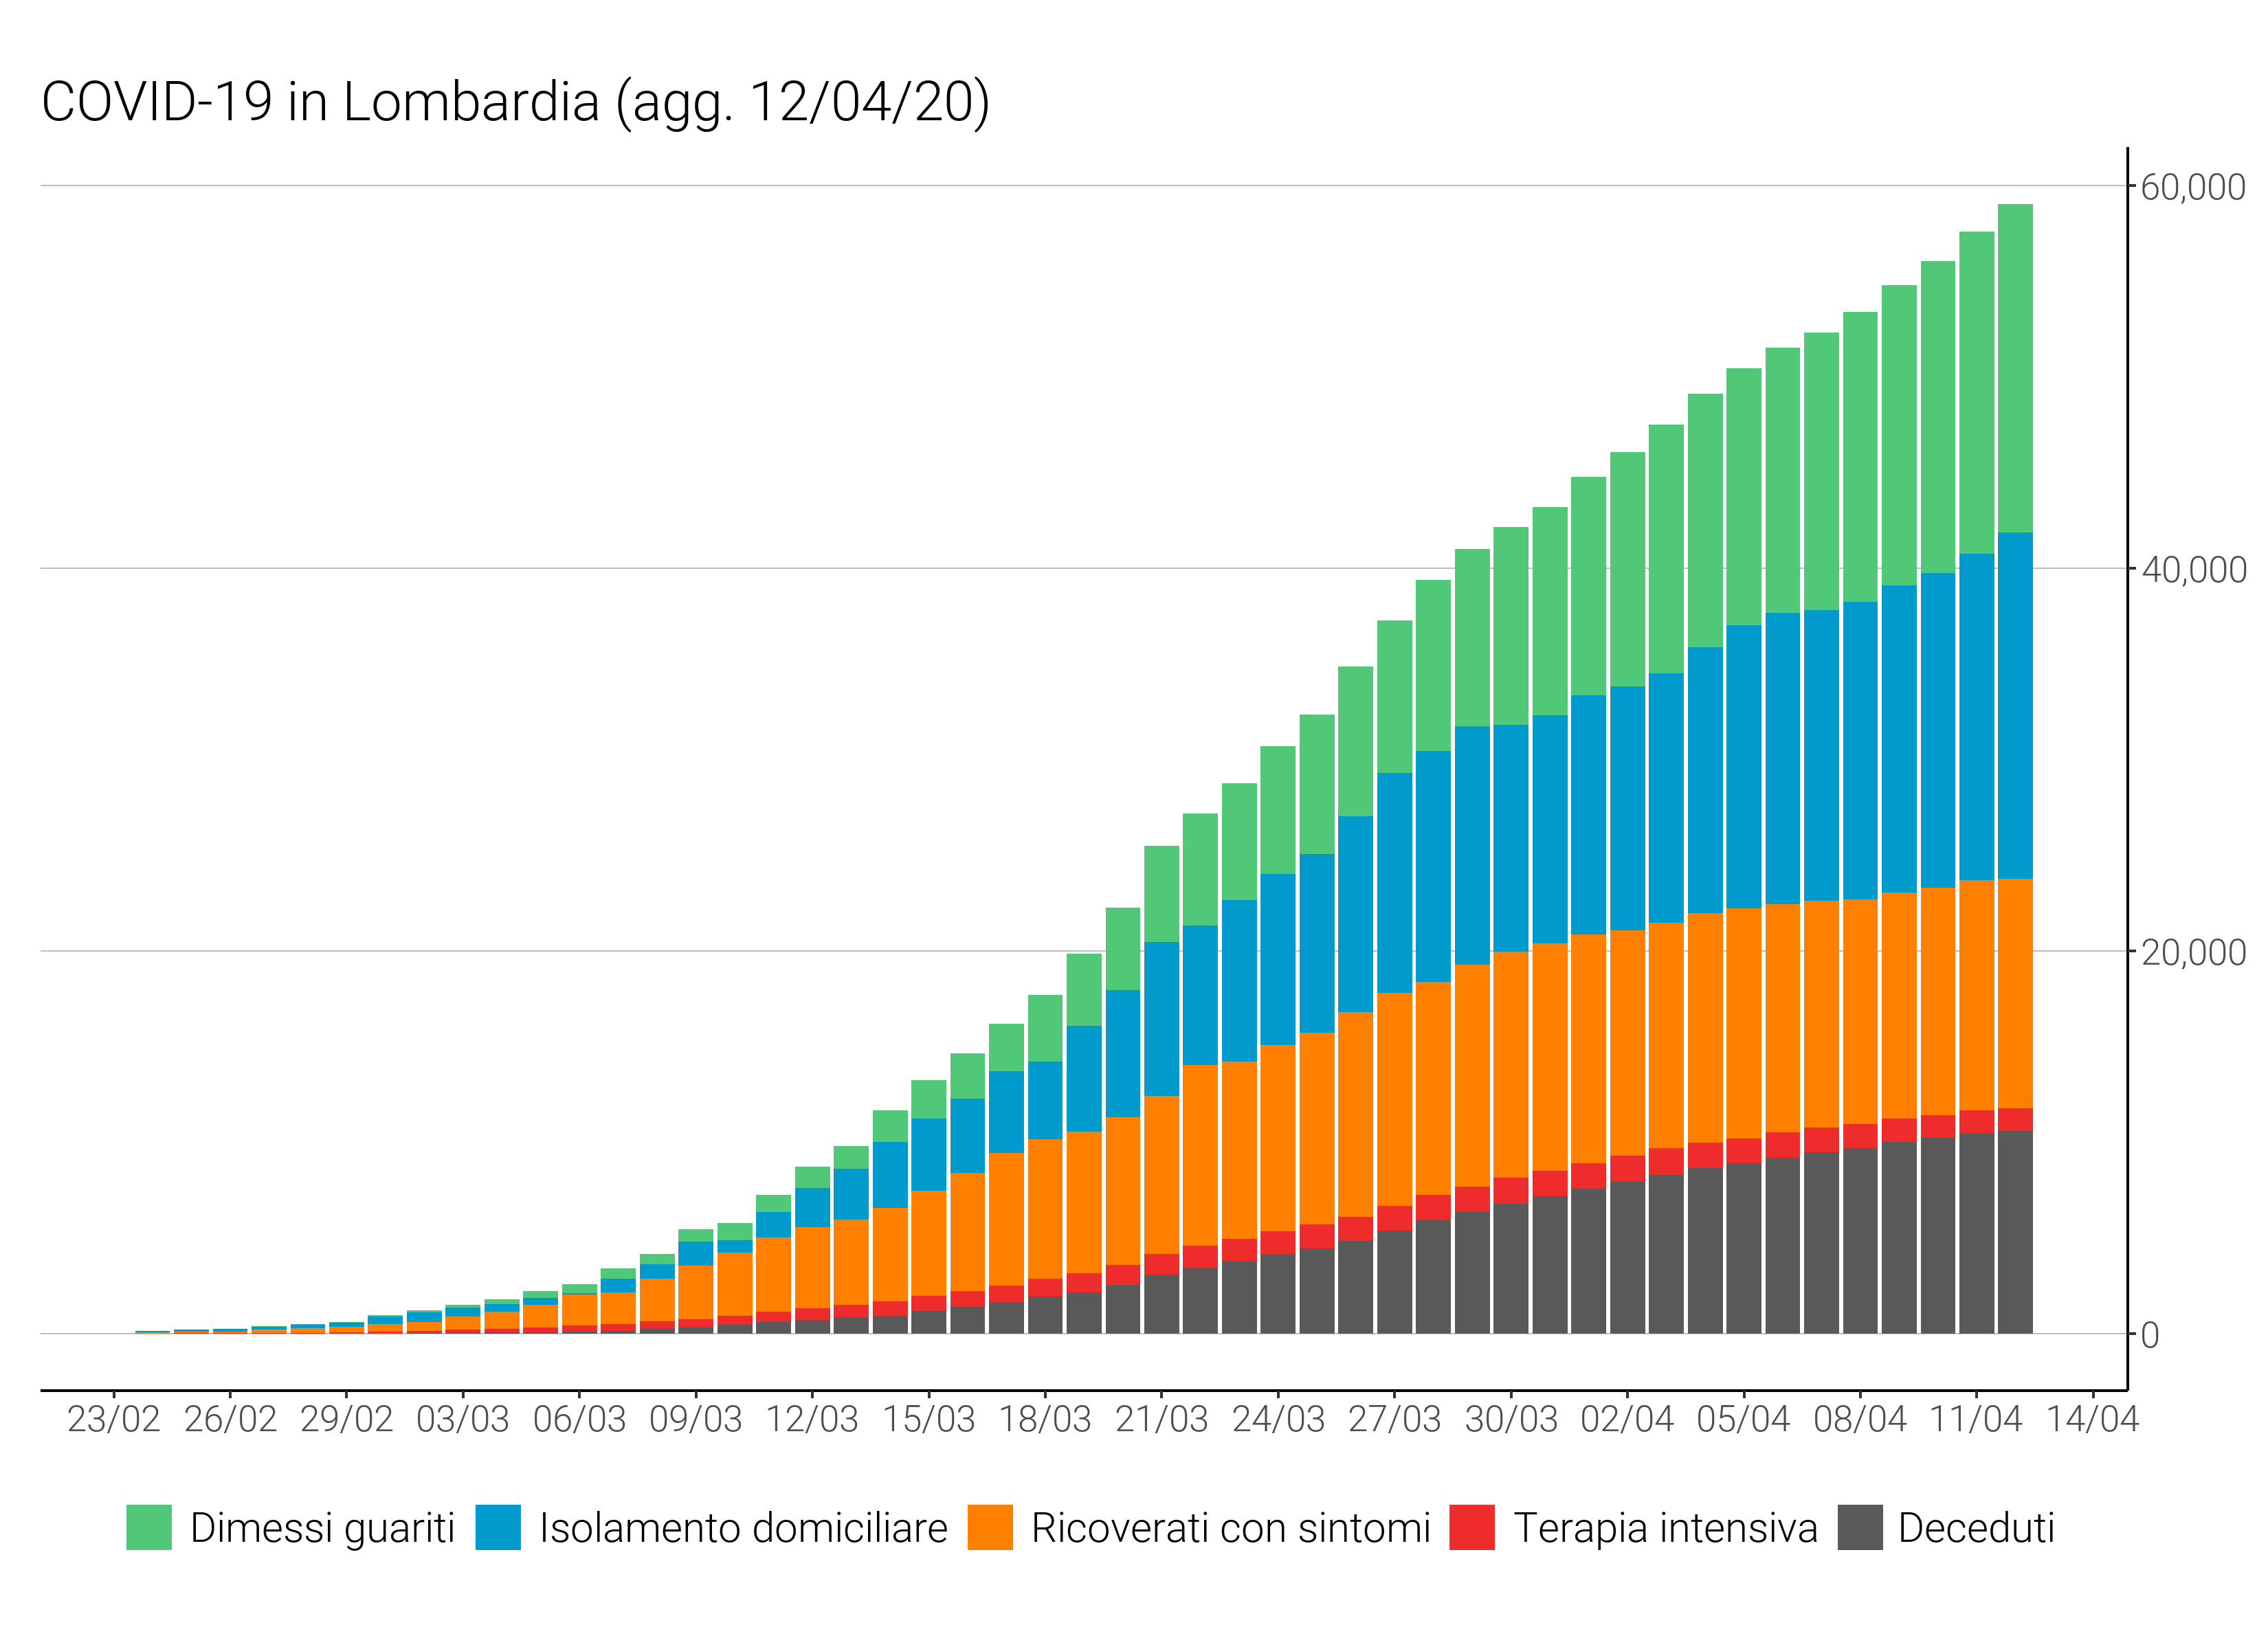 COVID-19 in Lombardia (agg. 12/04/20)
60,000
40,000
20,000
0
23/02 26/02 29/02 03/03 06/03 09/03 12/03 15/03 18/03 21/03 24/03 27/03 30/03 02/04 05/04 08/04 11/04 14/04
Dimessi guariti Isolamento domiciliare Ricoverati con sintomi Terapia intensiva Deceduti